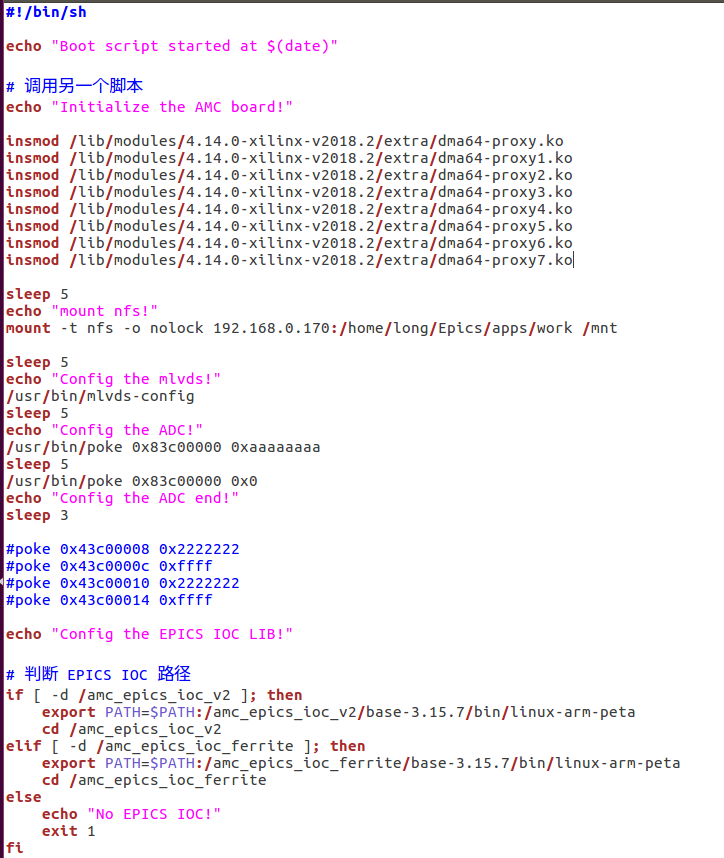 #!/bin/sh
echo "Boot script started at $(date)"
# 调用另一个脚本
echo "Initialize the AMC board!"
insmod /lib/modules/4.14.0-xilinx-v2018.2/extra/dma64-proxy.ko
insmod /lib/modules/4.14.0-xilinx-v2018.2/extra/dma64-proxy1.ko
insmod /lib/modules/4.14.0-xilinx-v2018.2/extra/dma64-proxy2.ko
insmod /lib/modules/4.14.0-xilinx-v2018.2/extra/dma64-proxy3.ko
insmod /lib/modules/4.14.0-xilinx-v2018.2/extra/dma64-proxy4.ko
insmod /lib/modules/4.14.0-xilinx-v2018.2/extra/dma64-proxy5.ko
insmod /lib/modules/4.14.0-xilinx-v2018.2/extra/dma64-proxy6.ko
insmod /lib/modules/4.14.0-xilinx-v2018.2/extra/dma64-proxy7.ko
sleep 5
echo "mount nfs!"
mount -t nfs -o nolock 192.168.0.170:/home/long/Epics/apps/work /mnt
sleep 5
echo "Config the mlvds!"
/usr/bin/mlvds-config
sleep 5
echo "Config the ADC!"
/usr/bin/poke 0x83c00000 0xaaaaaaaa
sleep 5
/usr/bin/poke 0x83c00000 0x0
echo "Config the ADC end!"
sleep 3
#poke 0x43c00008 0x2222222
#poke 0x43c0000c 0xffff
#poke 0x43c00010 0x2222222
#poke 0x43c00014 0xffff
echo "Config the EPICS IOC LIB!"
# 判断 EPICS IOC 路径
if [ -d /amc_epics_ioc_v2 ]; then
    export PATH=$PATH:/amc_epics_ioc_v2/base-3.15.7/bin/linux-arm-peta
    cd /amc_epics_ioc_v2
elif [ -d /amc_epics_ioc_ferrite ]; then
    export PATH=$PATH:/amc_epics_ioc_ferrite/base-3.15.7/bin/linux-arm-peta
    cd /amc_epics_ioc_ferrite
else
    echo "No EPICS IOC!"
    exit 1
fi